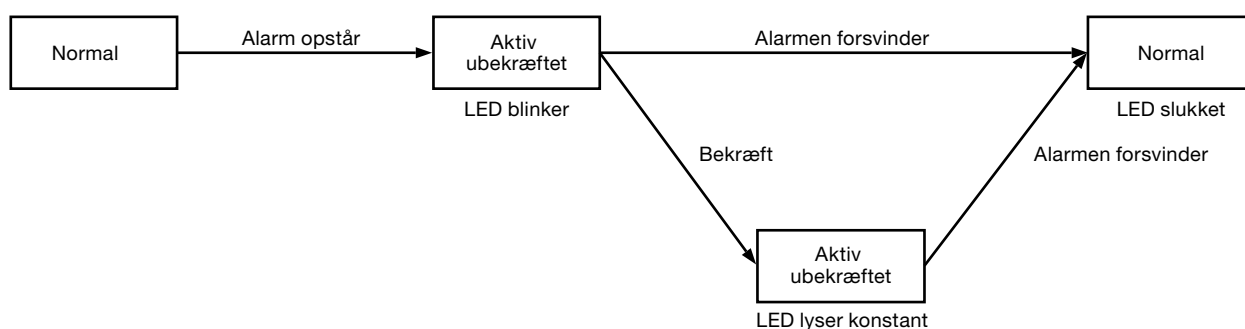 Normal
Alarm opstår
Aktiv
ubekræftet
LED blinker
Alarmen forsvinder
Normal
LED slukket
Bekræft
Alarmen forsvinder
Aktiv
ubekræftet
LED lyser konstant